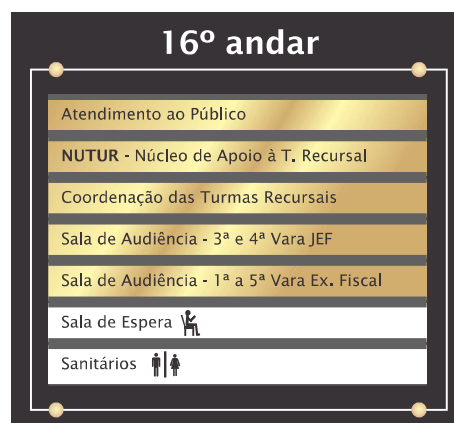 16º andar
Atendimento ao Público
NUTUR - Núcleo de Apoio à T. Recursal
Coordenação das Turmas Recursais
Sala de Audiência - 3ª e 4ª Vara JEF
Sala de Audiência - 1ª a 5ª Vara Ex. Fiscal
Sala de Espera
Sanitários